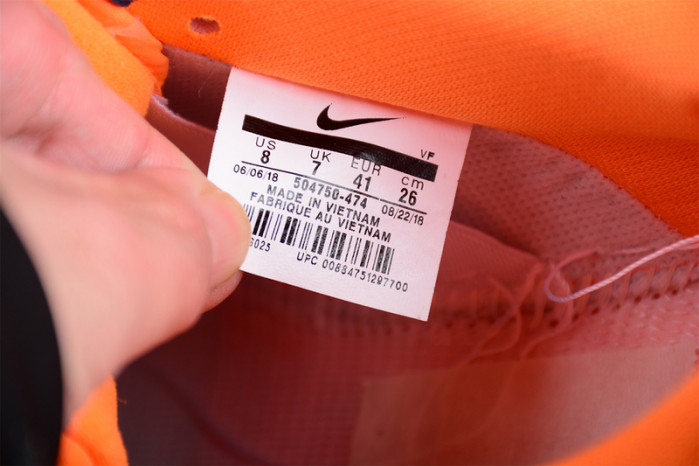 VF
US UK EUR cm
8 7 41 26
06/06/18 504750-474 08/22/18
MADE IN VIETNAM
FABRIQUE AU VIETNAM
UPC 00884751297700